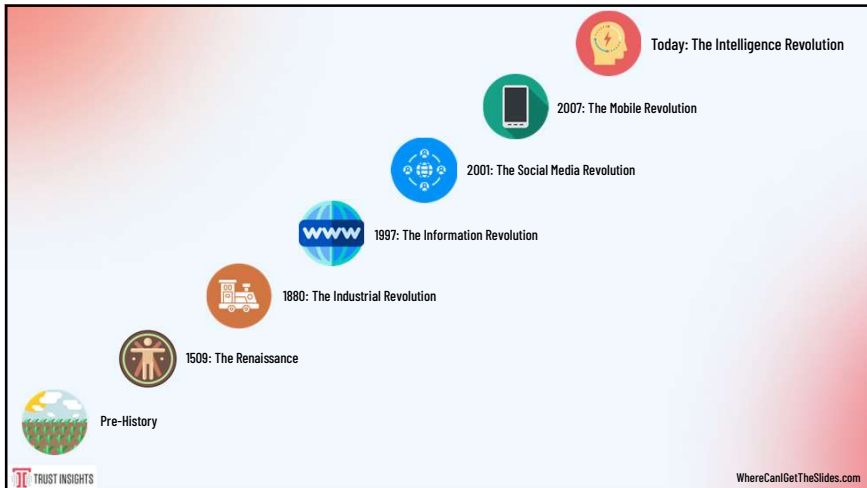 Today: The Intelligence Revolution
2007: The Mobile Revolution
2001: The Social Media Revolution
www
1997: The Information Revolution
1880: The Industrial Revolution
1509: The Renaissance
Pre-History
TRUST INSIGHTS
WhereCanIGetTheSlides.com